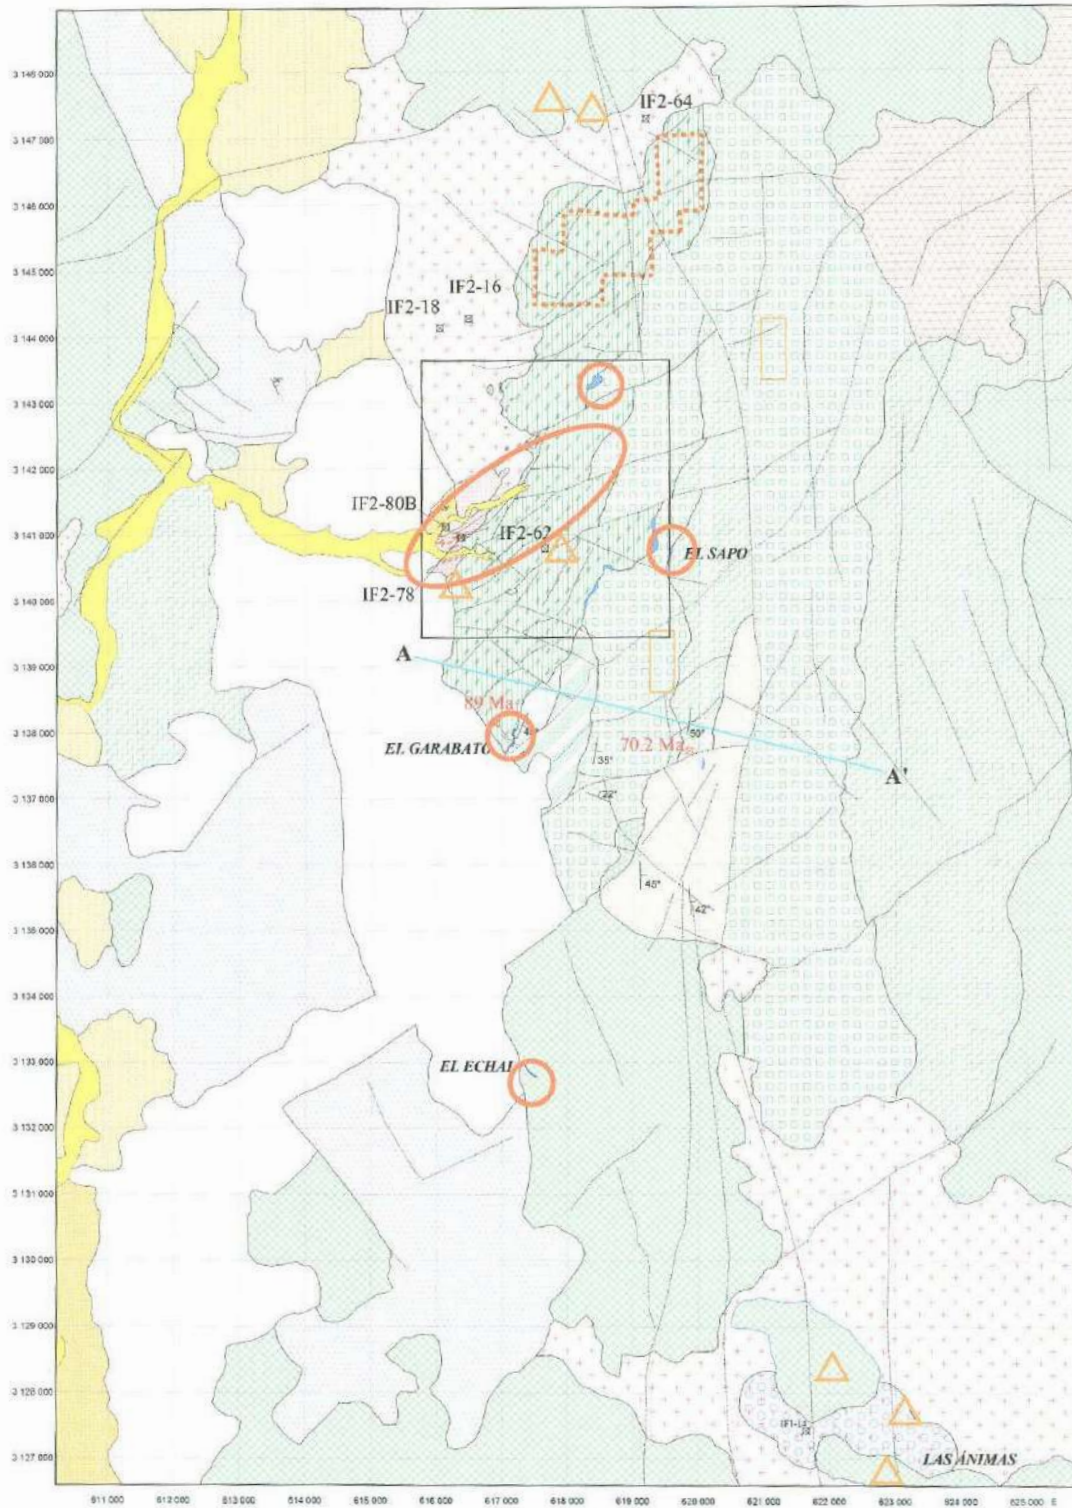 3 148 000
IF2-64
3 147 000
3 146 000
3 145 000
IF2-16
IF2-18
3 144 000
3 143 000
3 142 000
IF2-80B
IF2-62
3 141 000
EL SAPO
IF2-78
3 140 000
A
3 139 000
89 Ma
3 138 000
EL GARABATO
50°
70.2 Ma
35°
A'
3 137 000
22°
3 136 000
45°
42°
3 135 000
3 134 000
3 133 000
EL ECHAL
3 132 000
3 131 000
3 130 000
3 129 000
3 128 000
IF1-14
3 127 000
LAS ÁNIMAS
611 000 612 000 513 000 614 000 615 000 616 000 617 000 618 000 619 000 620 000 621 000 622 000 623 000 624 000 625 000 E